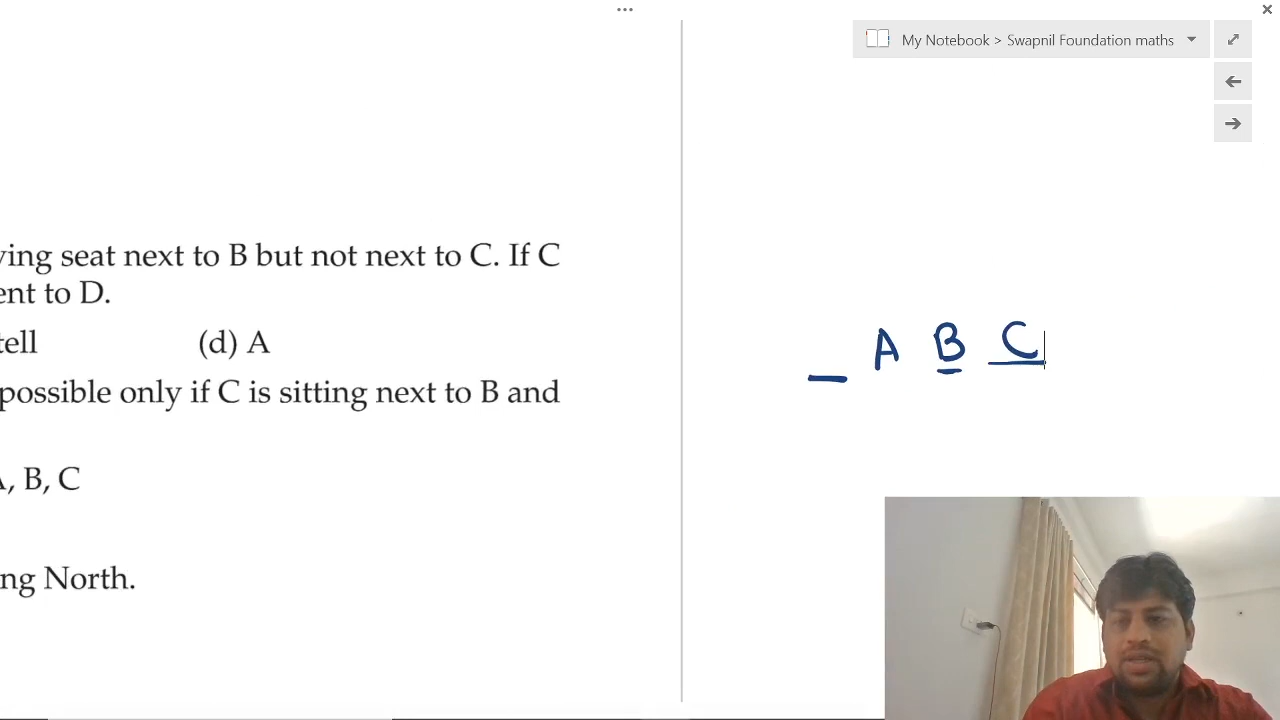 My Notebook > Swapnil Foundation maths
ving seat next to B but not next to C. If C
ent to D.
tell (d) A
possible only if C is sitting next to B and
A, B, C
ng North.
A B C